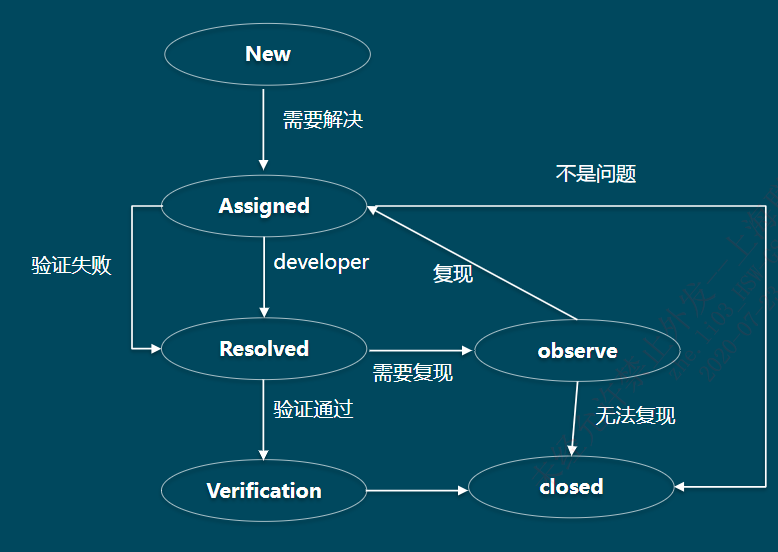 New
需要解决
不是问题
Assigned
验证失败
developer
复现
Resolved
需要复现
observe
验证通过
无法复现
Verification
closed